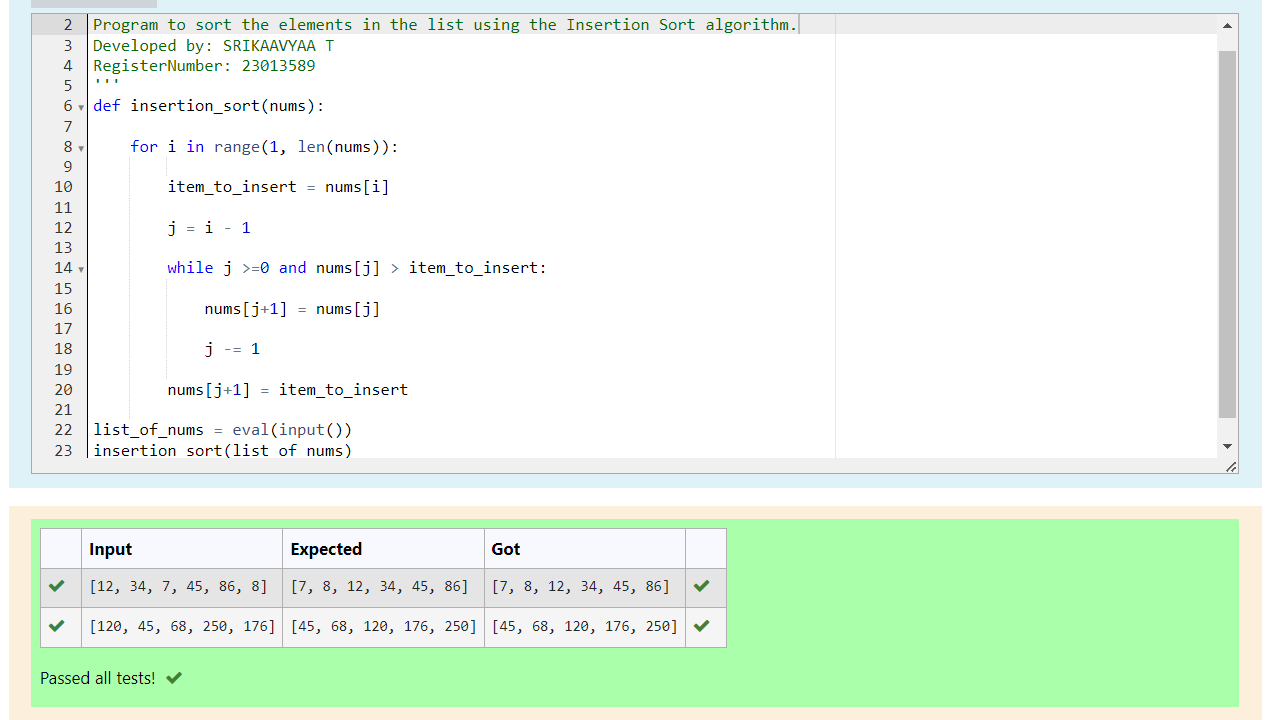 2 Program to sort the elements in the list using the Insertion Sort algorithm.
3 Developed by: SRIKAAVYAA T
4 RegisterNumber: 23013589
5 '''
6 def insertion_sort(nums):
7
8 for i in range(1, len(nums)):
9
10 item_to_insert = nums[i]
11
12 j = i - 1
13
14 while j >=0 and nums[j] > item_to_insert:
15
16 nums[j+1] = nums[j]
17
18 j -= 1
19
20 nums[j+1] = item_to_insert
21
22 list_of_nums = eval(input())
23 insertion_sort(list_of_nums)
Input Expected Got
[12, 34, 7, 45, 86, 8] [7, 8, 12, 34, 45, 86] [7, 8, 12, 34, 45, 86]
[120, 45, 68, 250, 176] [45, 68, 120, 176, 250] [45, 68, 120, 176, 250]
Passed all tests!